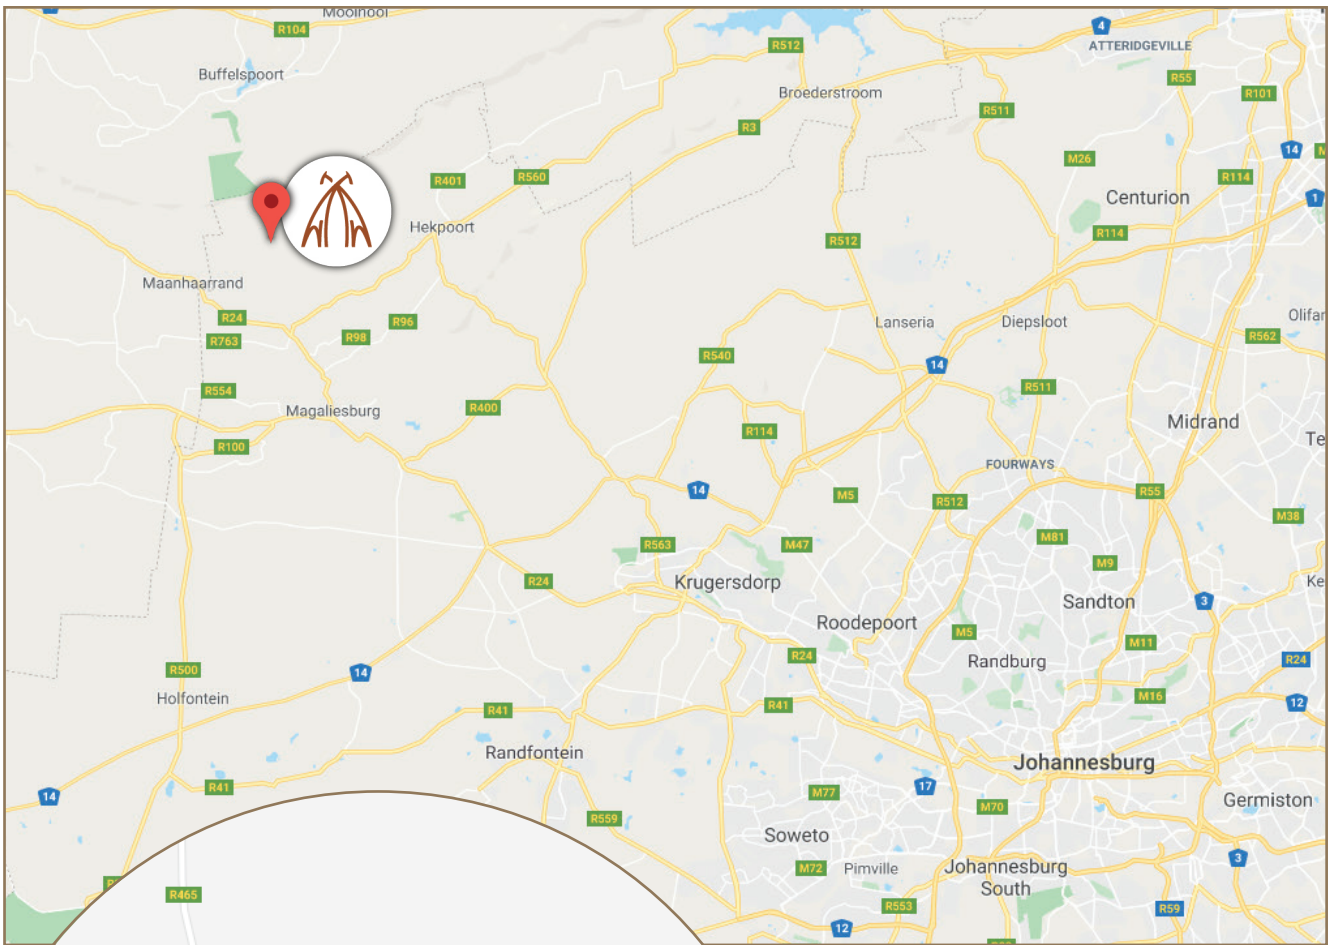 Mooinooi
R104
4
ATTERIDGEVILLE
R512
Buffelspoort
R55
Broederstroom
R101
R511
R3
14
M26
R401
R560
R114
Centurion
1
Hekpoort
R114
R512
Maanhaarrand
R24
R96
Lanseria
Diepsloot
R98
R763
R562
R540
14
R554
R511
Magaliesburg
R400
Midrand
R114
R100
FOURWAYS
14
M5
R55
R512
M38
M81
R563
M47
M9
R24
Krugersdorp
Sandton
3
Roodepoort
M5
M11
R24
Randburg
R24
R500
14
Holfontein
M16
12
R41
R41
Randfontein
Johannesburg
R41
17
14
M77
M70
Germiston
R559
Soweto
3
M72
Pimville
Johannesburg
South
R465
R553
R59
12